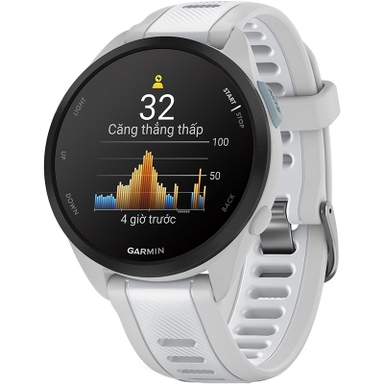 LIGHT
START | STOP
32
Căng thẳng thấp
100
50
UP
DOWN
BACK
4 giờ trước
GARMIN